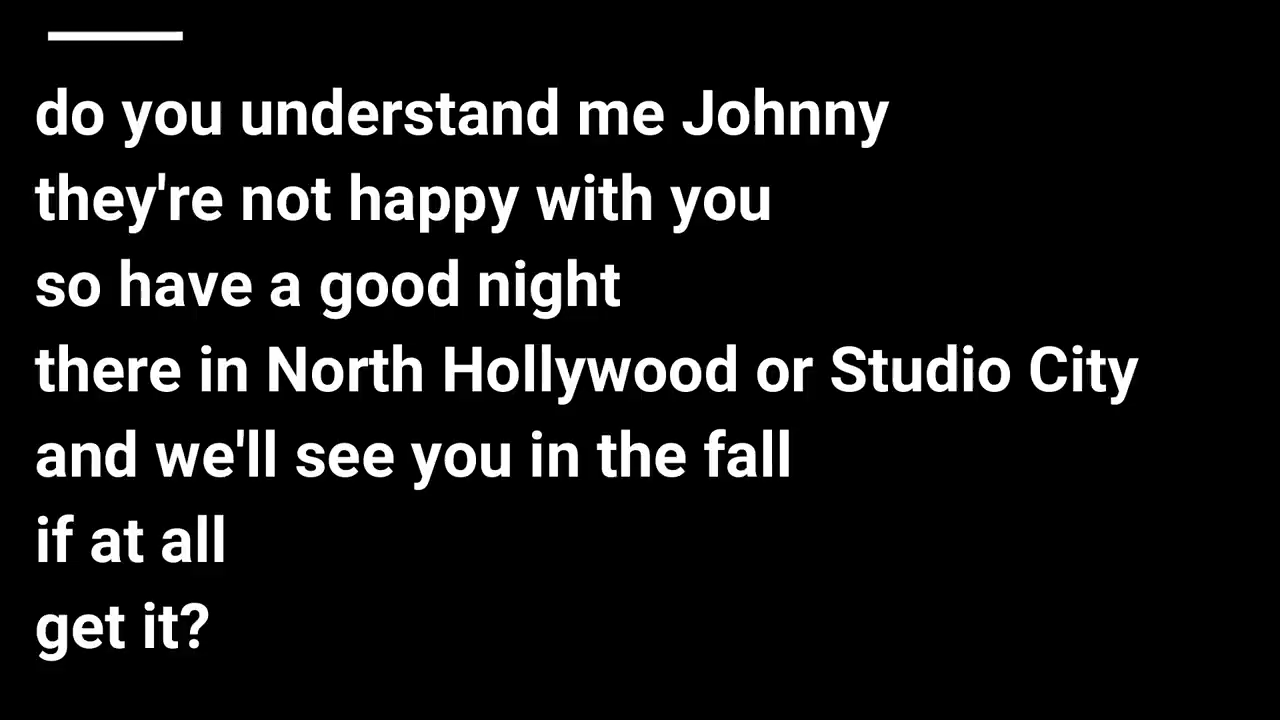 do you understand me Johnny
they're not happy with you
so have a good night
there in North Hollywood or Studio City
and we'll see you in the fall
if at all
get it?